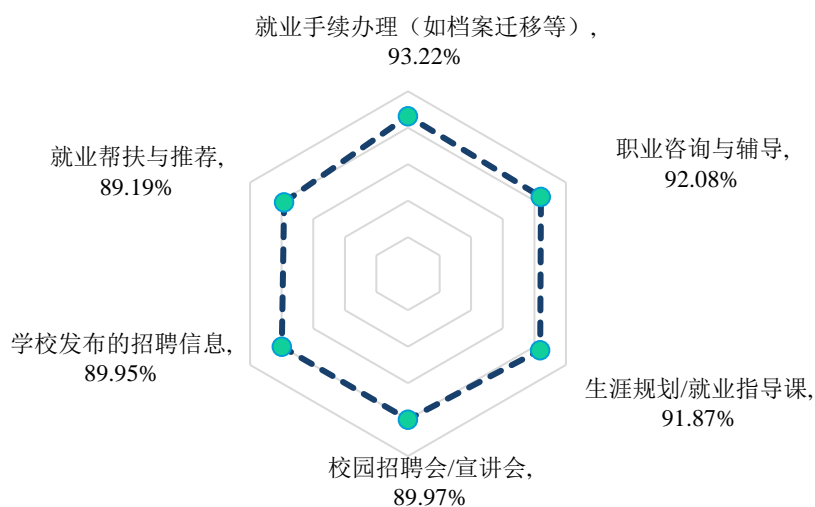 就业手续办理（如档案迁移等）,
93.22%
职业咨询与辅导,
92.08%
生涯规划/就业指导课,
91.87%
校园招聘会/宣讲会,
89.97%
学校发布的招聘信息,
89.95%
就业帮扶与推荐,
89.19%